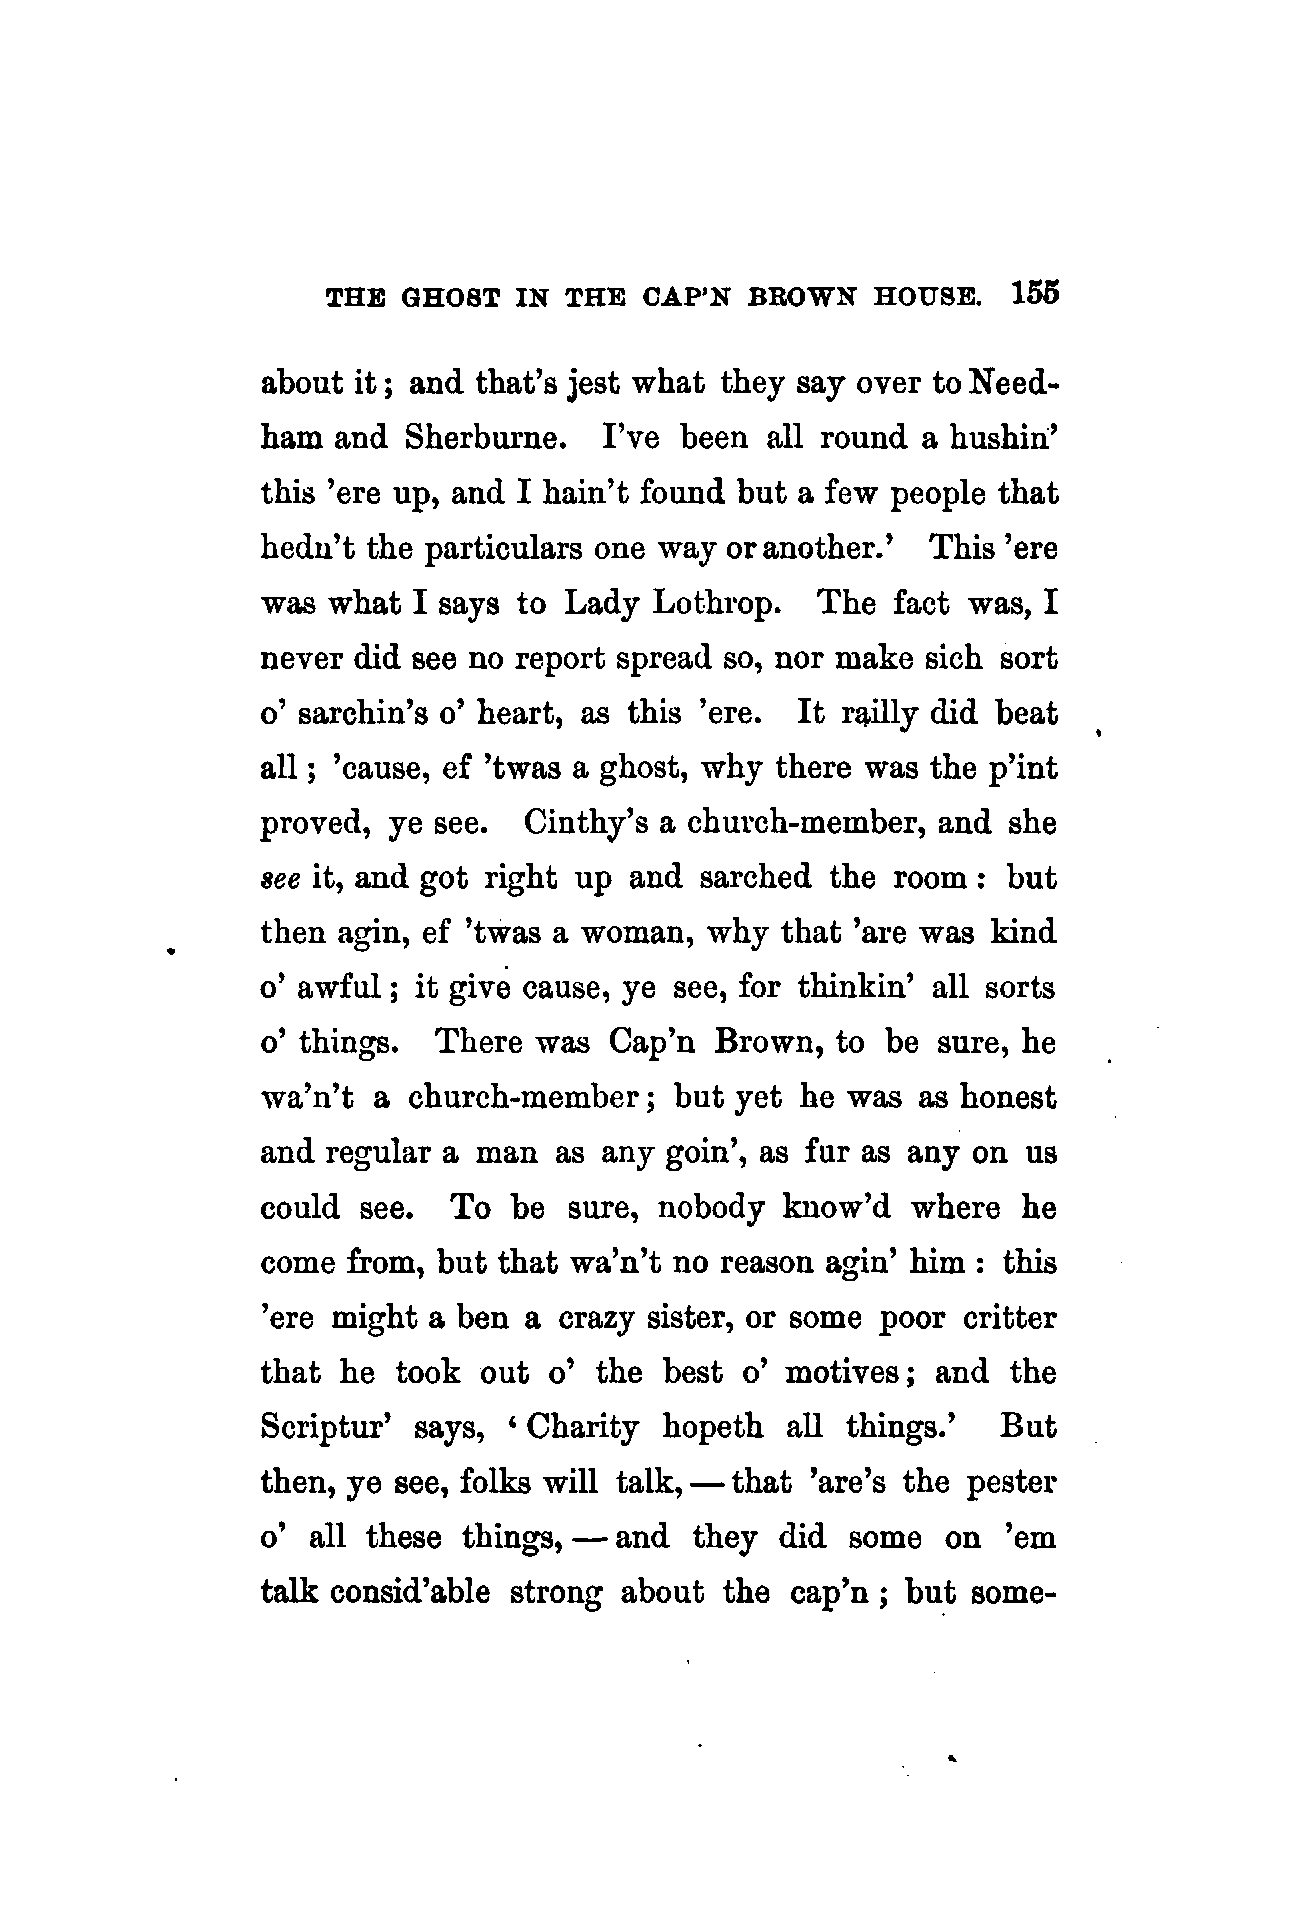 THE GHOST IN THE CAP'N BROWN HOUSE. 155
about it; and that's jest what they say over to Need-
ham and Sherburne. I've been all round a hushin'
this 'ere up, and I hain't found but a few people that
hedn't the particulars one way or another.' This 'ere
was what I says to Lady Lothrop. The fact was, I
never did see no report spread so, nor make sich sort
o' sarchin's o' heart, as this 'ere. It railly did beat
all; 'cause, ef 'twas a ghost, why there was the p'int
proved, ye see. Cinthy's a church-member, and she
see it, and got right up and sarched the room: but
then agin, ef 'twas a woman, why that 'are was kind
o' awful; it give cause, ye see, for thinkin' all sorts
o' things. There was Cap'n Brown, to be sure, he
wa'n't a church-member; but yet he was as honest
and regular a man as any goin', as fur as any on us
could see. To be sure, nobody know'd where he
come from, but that wa'n't no reason agin' him: this
'ere might a ben a crazy sister, or some poor critter
that he took out o' the best o' motives; and the
Scriptur' says, 'Charity hopeth all things.' But
then, ye see, folks will talk,—that 'are's the pester
o' all these things,—and they did some on 'em
talk consid'able strong about the cap'n; but some-